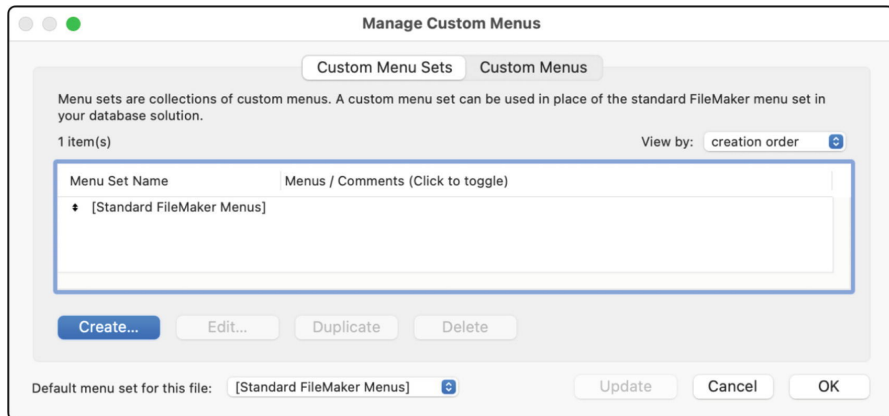 Manage Custom Menus
Custom Menu Sets Custom Menus
Menu sets are collections of custom menus. A custom menu set can be used in place of the standard FileMaker menu set in
your database solution.
1 item(s) View by: creation order
Menu Set Name Menus / Comments (Click to toggle)
[Standard FileMaker Menus]
Create... Edit... Duplicate Delete
Default menu set for this file: [Standard FileMaker Menus] Update Cancel OK